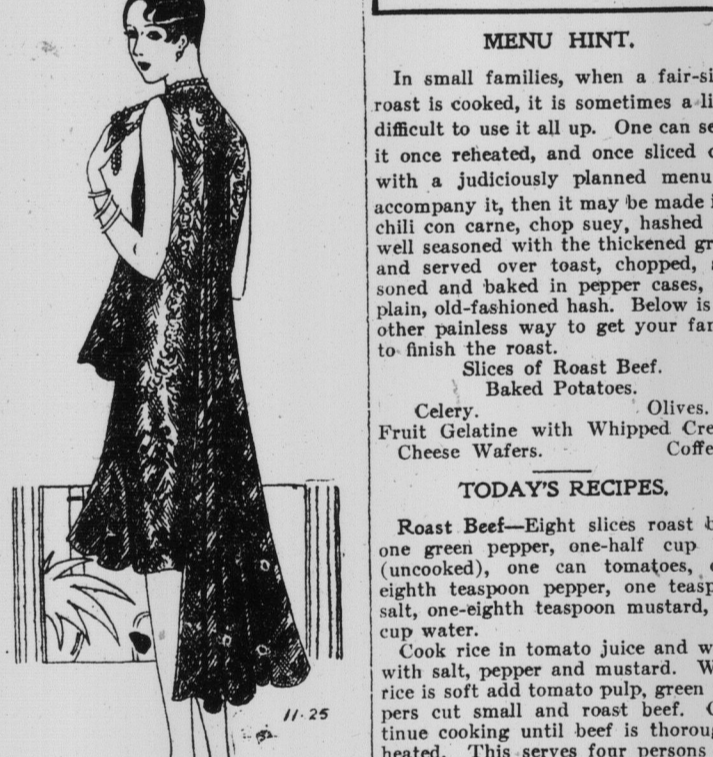 MENU HINT.
In small families, when a fair-si
roast is cooked, it is sometimes a li
difficult to use it all up. One can se
it once reheated, and once sliced c
with a judiciously planned menu
accompany it, then it may be made i
chili con carne, chop suey, hashed
well seasoned with the thickened gr
and served over toast, chopped,
soned and baked in pepper cases,
plain, old-fashioned hash. Below is
other painless way to get your fam
to finish the roast.
Slices of Roast Beef.
Baked Potatoes.
Celery. Olives.
Fruit Gelatine with Whipped Cre
Cheese Wafers. Coffe
TODAY'S RECIPES.
Roast Beef—Eight slices roast b
one green pepper, one-half cup
(uncooked), one can tomatoes,
eighth teaspoon pepper, one teasp
salt, one-eighth teaspoon mustard,
cup water.
Cook rice in tomato juice and w
with salt, pepper and mustard. W
rice is soft add tomato pulp, green
pers cut small and roast beef. C
tinue cooking until beef is thoroug
heated. This serves four persons
11-25